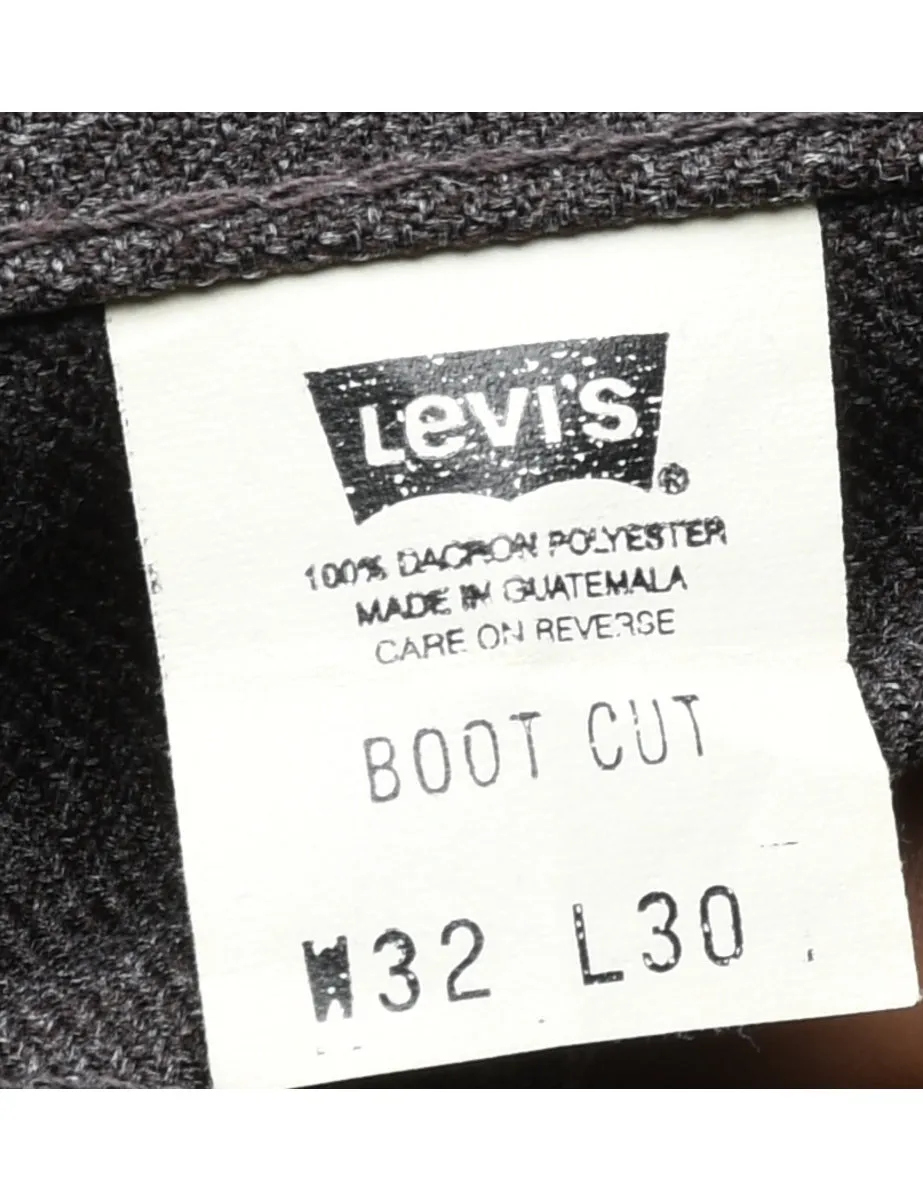 Levi's ®
100% DACRON POLYESTER
MADE IN GUATEMALA
CARE ON REVERSE
BOOT CUT
W32 L30